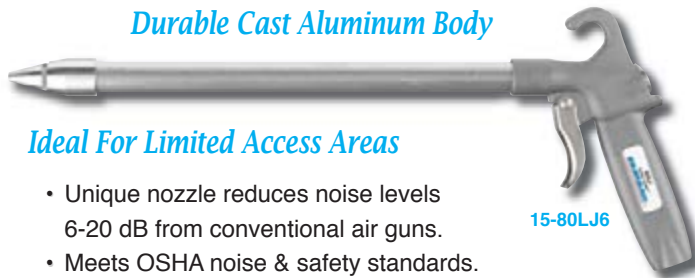 Durable Cast Aluminum Body
Ideal For Limited Access Areas
• Unique nozzle reduces noise levels
6-20 dB from conventional air guns.
• Meets OSHA noise & safety standards.
15-80LJ6